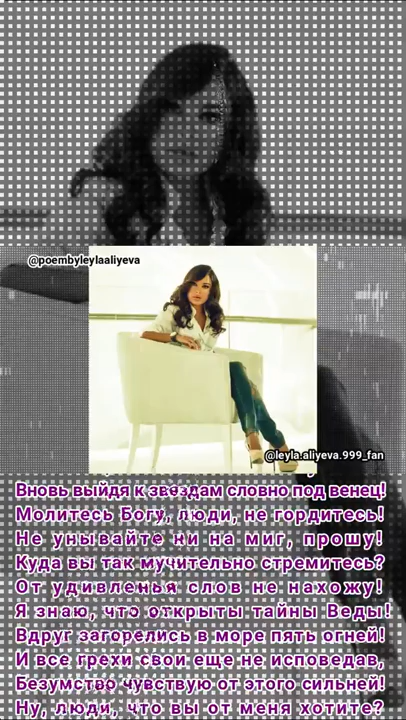 @poembyleylaaliyeva
@leyla.aliyeva.999_fan
Вновь выйдя к звёздам словно под венец!
Молитесь Богу, люди, не гордитесь!
Не унывайте ни на миг, прошу!
Куда вы так мучительно стремитесь?
От удивленья слов не нахожу!
Я знаю, что открыты тайны Веды!
Вдруг загорелись в море пять огней!
И все грехи свои еще не исповедав,
Безумство чувствую от этого сильней!
Ну, люди, что вы от меня хотите?